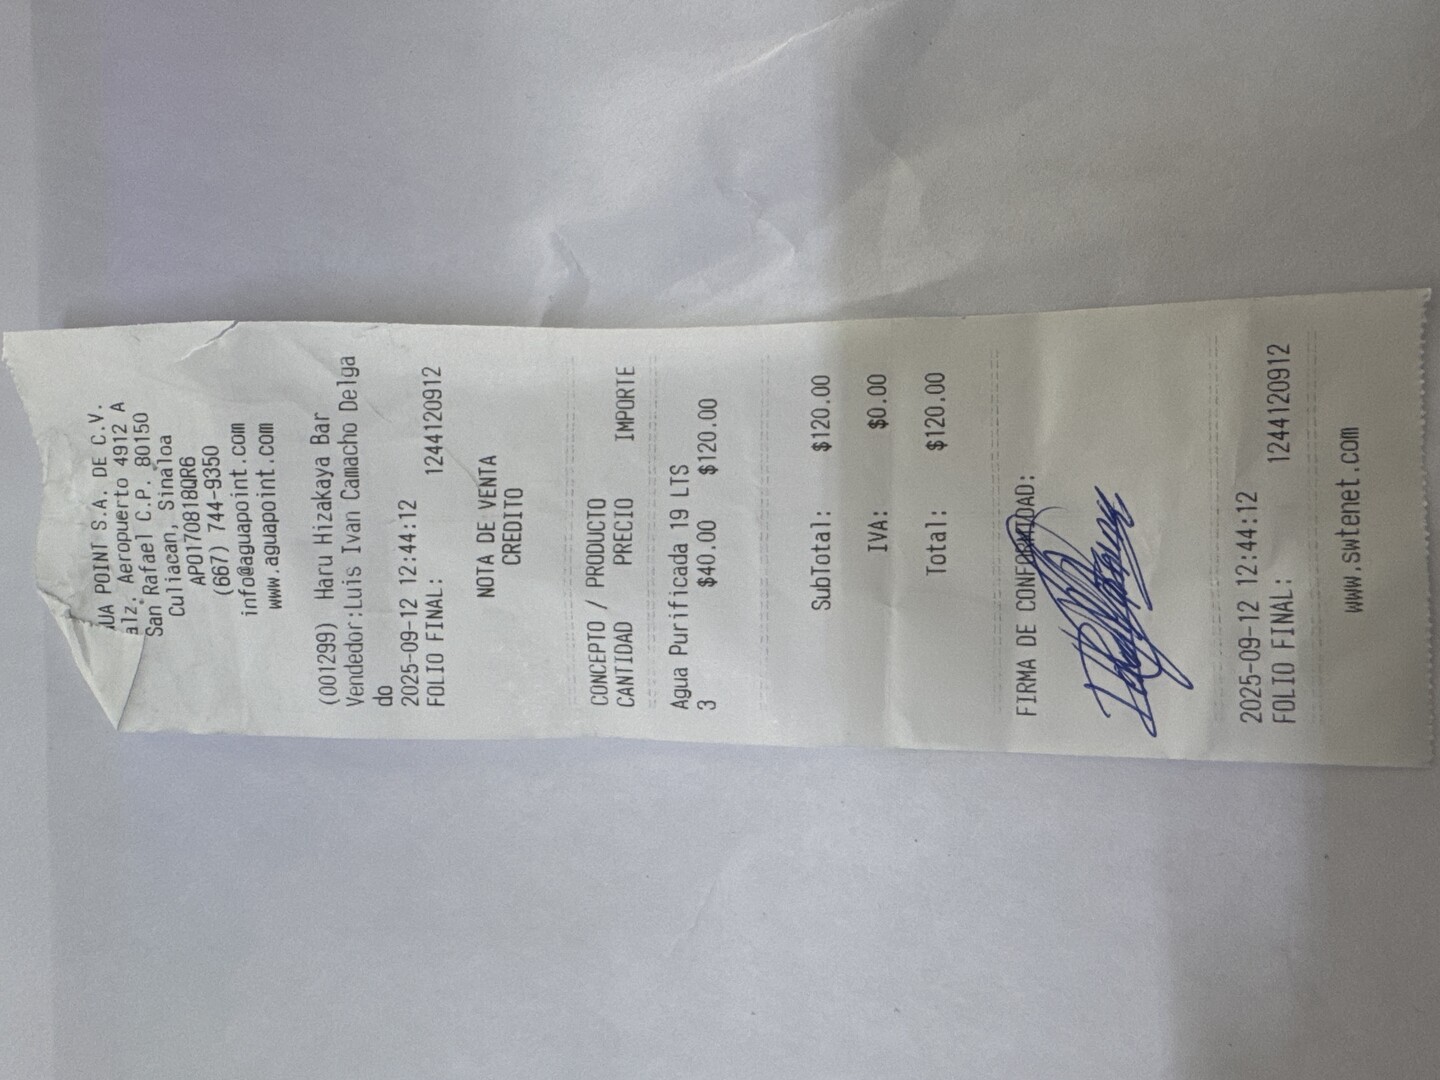 UA POINT S.A. DE C.V.
alz. Aeropuerto 4912 A
San Rafael C.P. 80150
Culiacan, Sinaloa
APO170818QR6
(667) 744-9350
info@aguapoint.com
www.aguapoint.com
(001299) Haru Hizakaya Bar
Vendedor:Luis Ivan Camacho Delga
do
2025-09-12 12:44:12
FOLIO FINAL: 1244120912
NOTA DE VENTA
CREDITO
CONCEPTO / PRODUCTO
CANTIDAD PRECIO IMPORTE
Agua Purificada 19 LTS
3 $40.00 $120.00
SubTotal: $120.00
IVA: $0.00
Total: $120.00
FIRMA DE CONFORMIDAD:
2025-09-12 12:44:12
FOLIO FINAL: 1244120912
www.swtenet.com